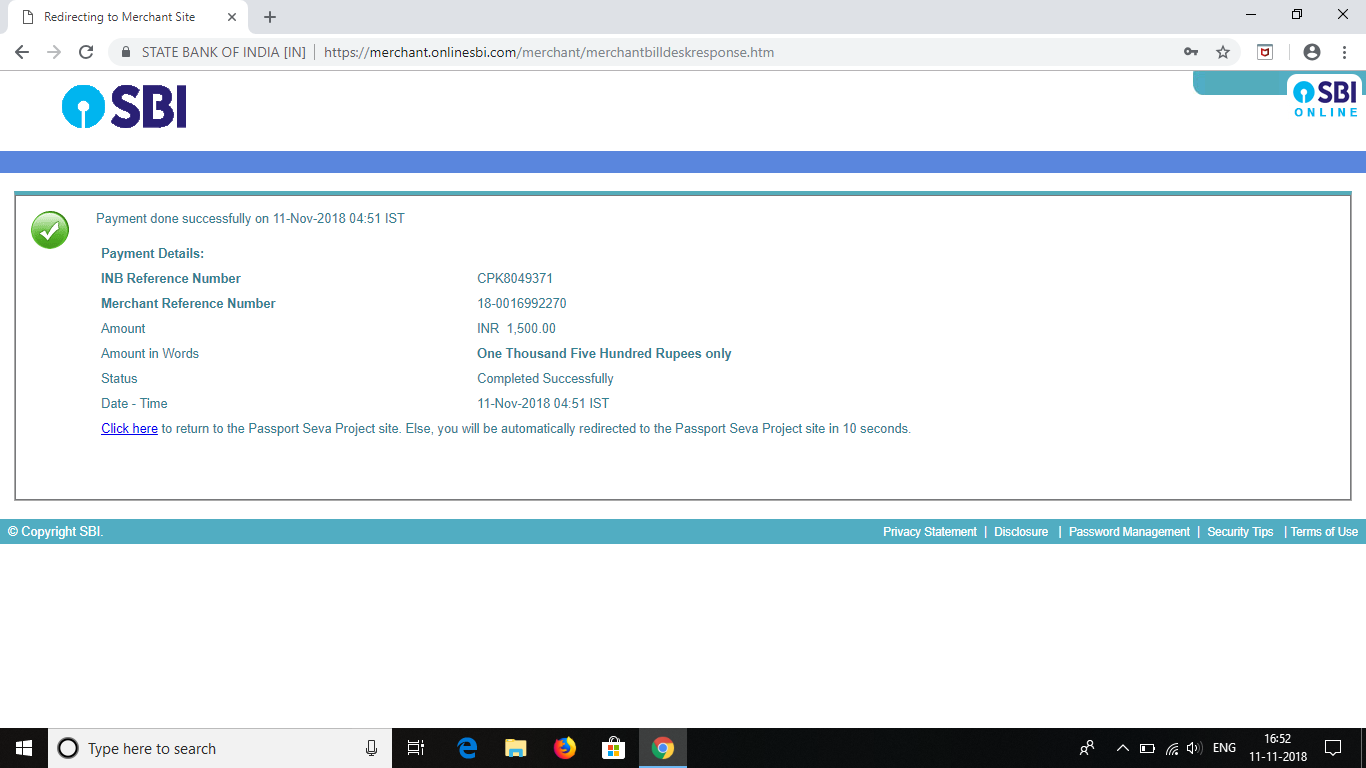 Redirecting to Merchant Site
STATE BANK OF INDIA [IN] | https://merchant.onlinesbi.com/merchant/merchantbilldeskresponse.htm
SBI
SBI
ONLINE
Payment done successfully on 11-Nov-2018 04:51 IST
Payment Details:
INB Reference Number CPK8049371
Merchant Reference Number 18-0016992270
Amount INR 1,500.00
Amount in Words One Thousand Five Hundred Rupees only
Status Completed Successfully
Date - Time 11-Nov-2018 04:51 IST
Click here to return to the Passport Seva Project site. Else, you will be automatically redirected to the Passport Seva Project site in 10 seconds.
© Copyright SBI. Privacy Statement | Disclosure | Password Management | Security Tips | Terms of Use
Type here to search
ENG
16:52
11-11-2018